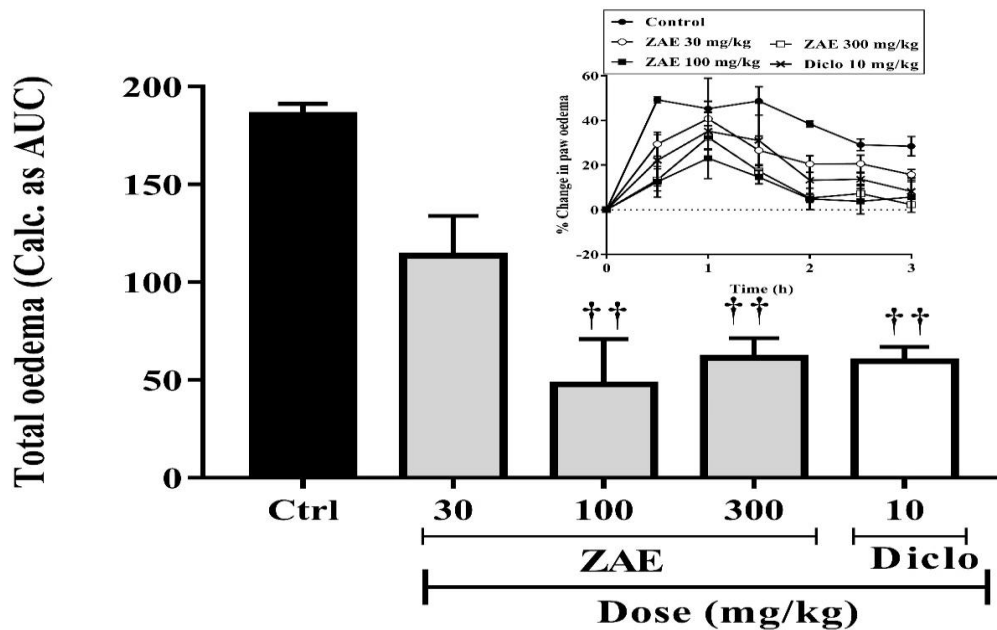 Total oedema (Calc. as AUC)
200
150
100
50
0
Control
ZAE 30 mg/kg
ZAE 300 mg/kg
ZAE 100 mg/kg
Diclo 10 mg/kg
% Change in paw oedema
60
40
20
0
-20
0 1 2 3
Time (h)
†† †† ††
Ctrl 30 100 300 10
ZAE Diclo
Dose (mg/kg)